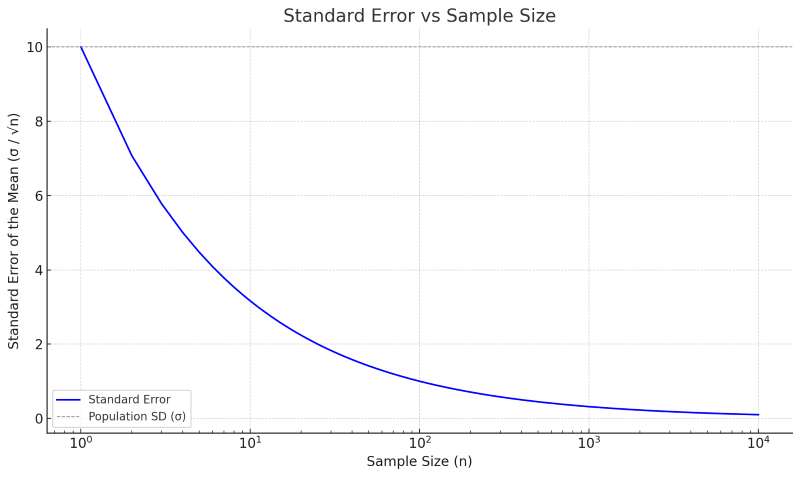 Standard Error vs Sample Size
Standard Error of the Mean (σ / √n)
10
8
6
4
2
0
Standard Error
Population SD (σ)
10⁰
10¹
10²
10³
10⁴
Sample Size (n)